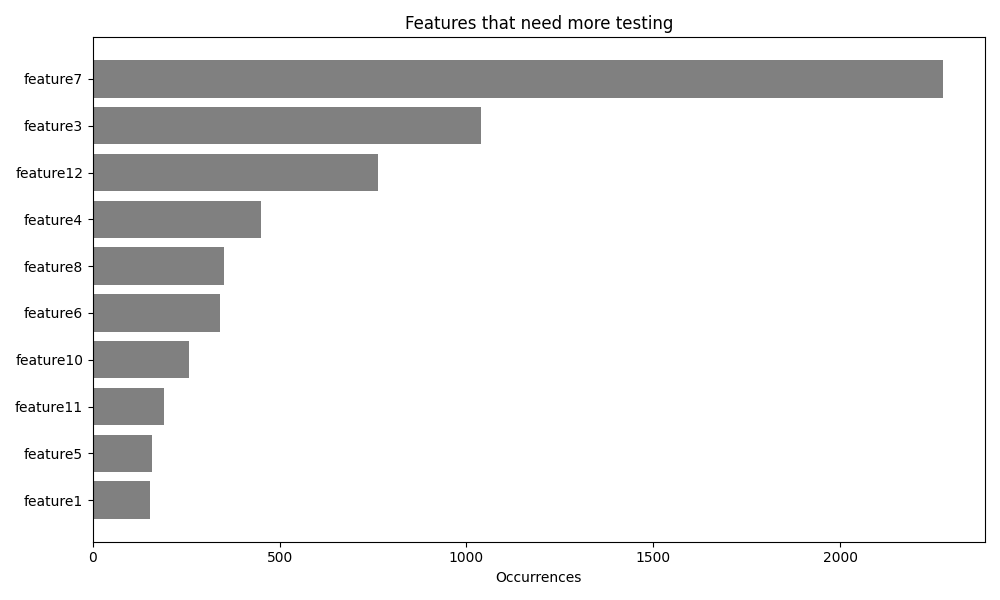 Features that need more testing
feature7
feature3
feature12
feature4
feature8
feature6
feature10
feature11
feature5
feature1
0 500 1000 1500 2000
Occurrences